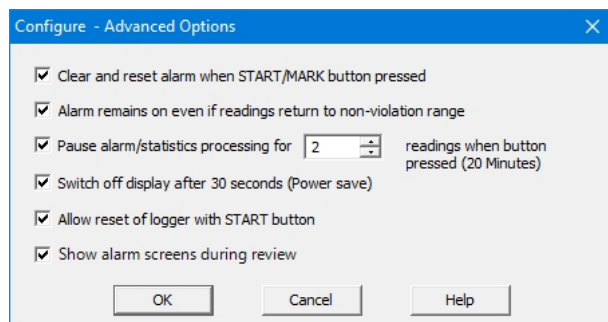 Configure  - Advanced Options
Clear and reset alarm when START/MARK button pressed
Alarm remains on even if readings return to non-violation range
Pause alarm/statistics processing for 2 readings when button
pressed (20 Minutes)
Switch off display after 30 seconds (Power save)
Allow reset of logger with START button
Show alarm screens during review
OK Cancel Help